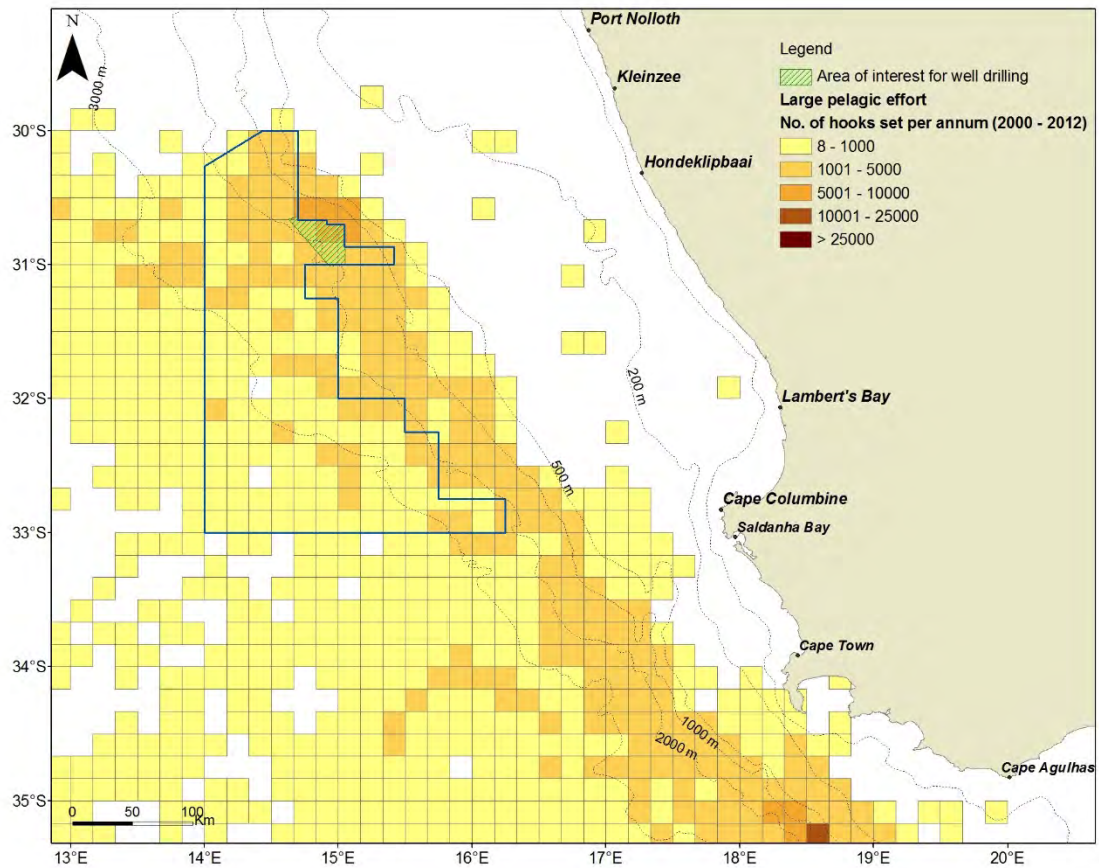 N
Port Nolloth
Kleinzee
Hondeklipbaai
Lambert's Bay
Cape Columbine
Saldanha Bay
Cape Town
Cape Agulhas
Legend
Area of interest for well drilling
Large pelagic effort
No. of hooks set per annum (2000 - 2012)
8 - 1000
1001 - 5000
5001 - 10000
10001 - 25000
> 25000
3000 m
200 m
500 m
1000 m
2000 m
30°S
31°S
32°S
33°S
34°S
35°S
0 50 100
Km
13°E 14°E 15°E 16°E 17°E 18°E 19°E 20°E